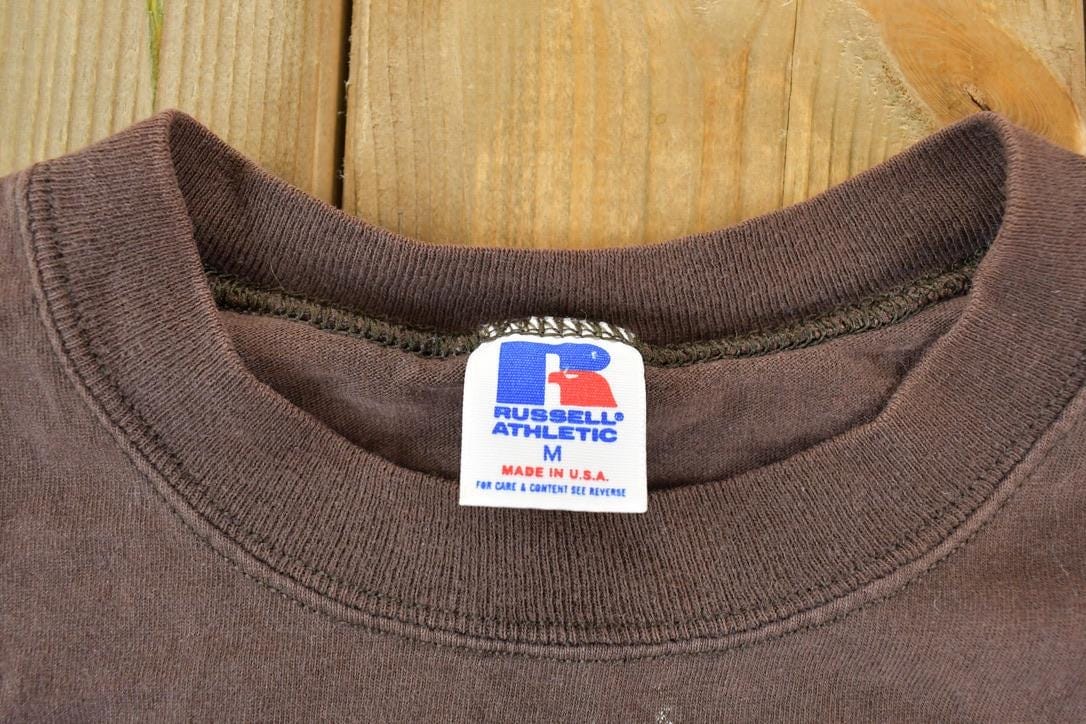 RUSSELL®
ATHLETIC
M
MADE IN U.S.A.
FOR CARE & CONTENT SEE REVERSE